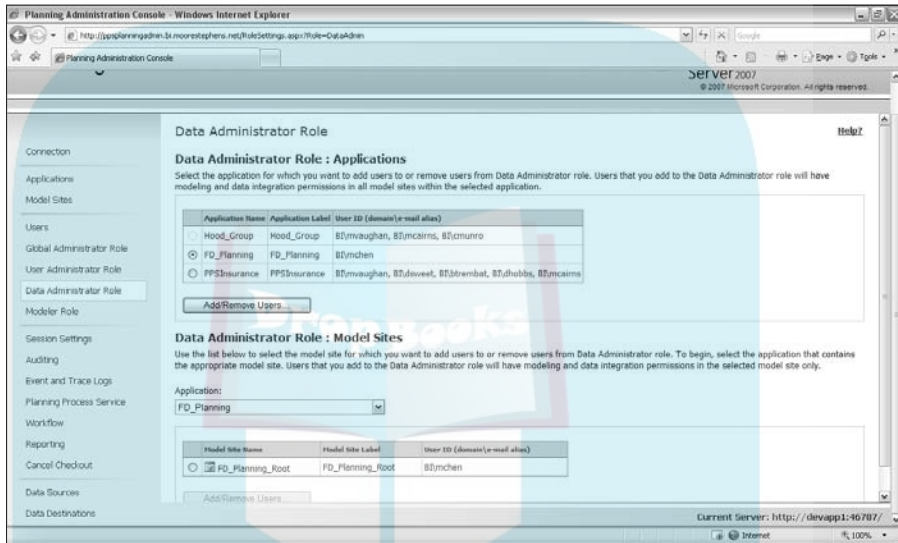 Planning Administration Console - Windows Internet Explorer
http://ppsplanningadmin.bi.moorestephens.net/RoleSettings.aspx?Role=DataAdmin
Google
Planning Administration Console
Page
Tools
Server 2007
© 2007 Microsoft Corporation. All rights reserved.
Connection
Applications
Model Sites
Users
Global Administrator Role
User Administrator Role
Data Administrator Role
Modeler Role
Session Settings
Auditing
Event and Trace Logs
Planning Process Service
Workflow
Reporting
Cancel Checkout
Data Sources
Data Destinations
Data Administrator Role
Help?
Data Administrator Role : Applications
Select the application for which you want to add users to or remove users from Data Administrator role. Users that you add to the Data Administrator role will have
modeling and data integration permissions in all model sites within the selected application.
Application Name Application Label User ID (domain\e-mail alias)
Hood_Group Hood_Group BI\mvaughan, BI\mcairns, BI\cmunro
FD_Planning FD_Planning BI\mchen
PPSInsurance PPSInsurance BI\mvaughan, BI\dsweet, BI\btrembat, BI\dhobbs, BI\mcairns
Add/Remove Users...
DropBooks
Data Administrator Role : Model Sites
Use the list below to select the model site for which you want to add users to or remove users from Data Administrator role. To begin, select the application that contains
the appropriate model site. Users that you add to the Data Administrator role will have modeling and data integration permissions in the selected model site only.
Application:
FD_Planning
Model Site Name Model Site Label User ID (domain\e-mail alias)
FD_Planning_Root FD_Planning_Root BI\mchen
Add/Remove Users...
Current Server: http://devapp1:46787/
Internet
100%